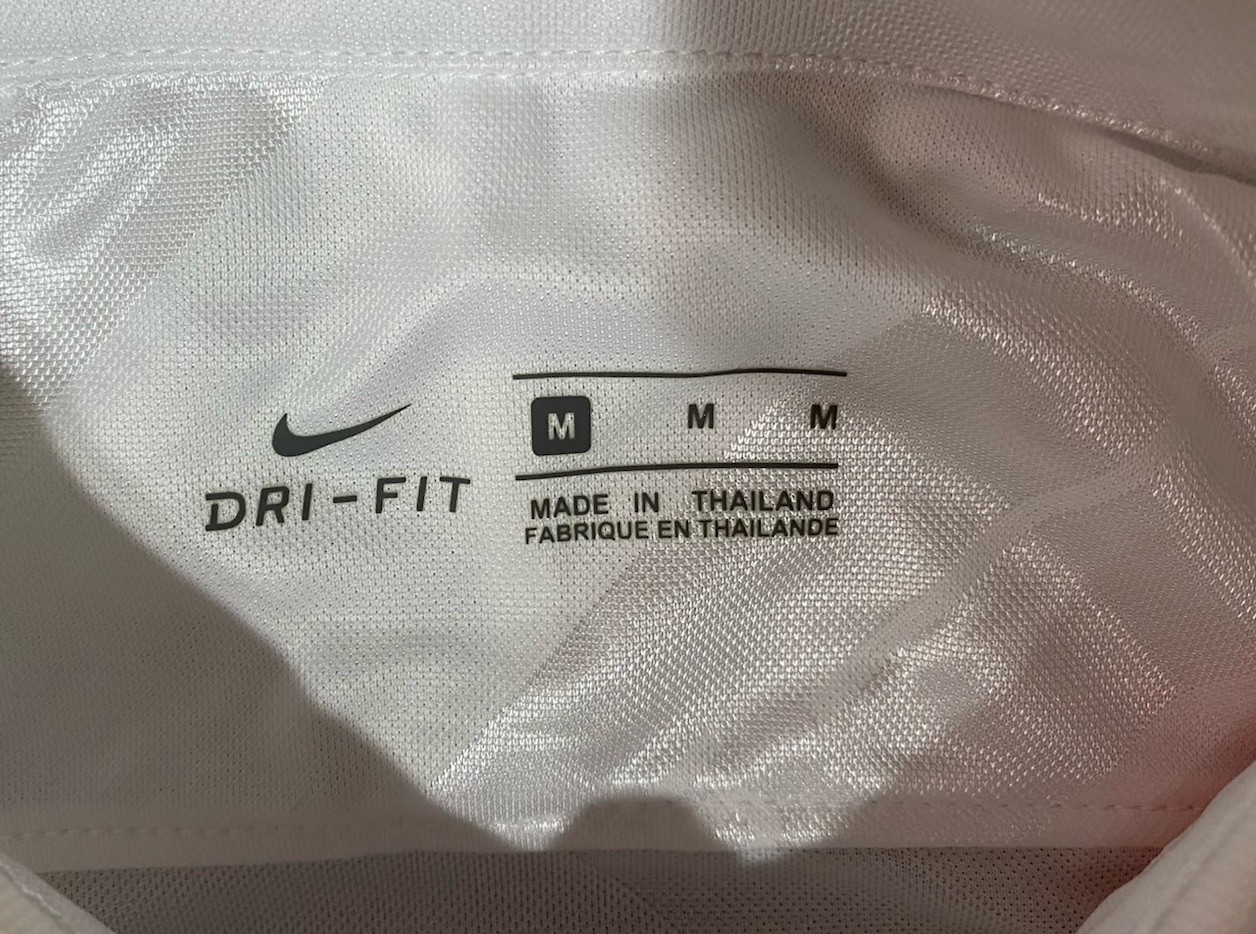 DRI-FIT
M M M
MADE IN THAILAND
FABRIQUE EN THAILANDE